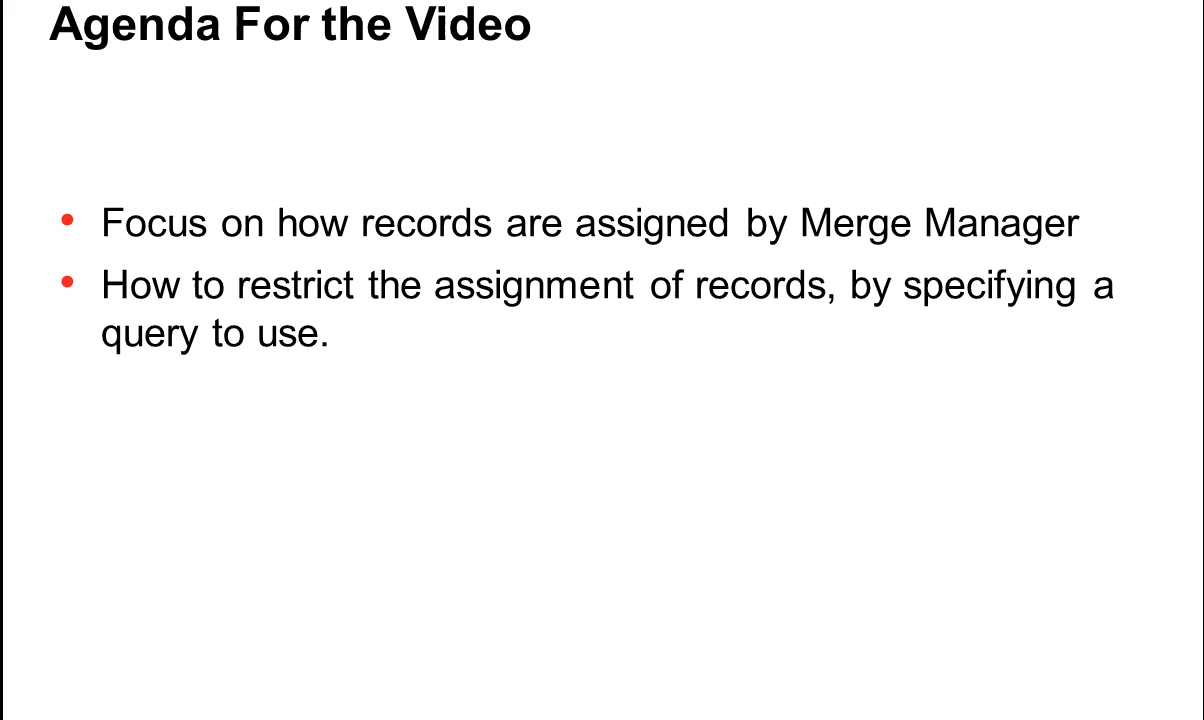 Agenda For the Video
• Focus on how records are assigned by Merge Manager
• How to restrict the assignment of records, by specifying a
query to use.